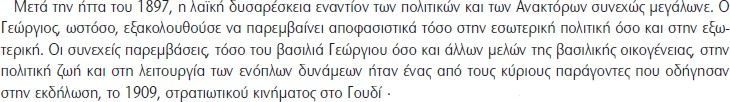 Μετά την ήττα του 1897, η λαϊκή δυσαρέσκεια εναντίον των πολιτικών και των Ανακτόρων συνεχώς μεγάλωνε. Ο
Γεώργιος, ωστόσο, εξακολουθούσε να παρεμβαίνει αποφασιστικά τόσο στην εσωτερική πολιτική όσο και στην εξω-
τερική. Οι συνεχείς παρεμβάσεις, τόσο του βασιλιά Γεώργιου όσο και άλλων μελών της βασιλικής οικογένειας, στην
πολιτική ζωή και στη λειτουργία των ενόπλων δυνάμεων ήταν ένας από τους κύριους παράγοντες που οδήγησαν
στην εκδήλωση, το 1909, στρατιωτικού κινήματος στο Γουδί ·